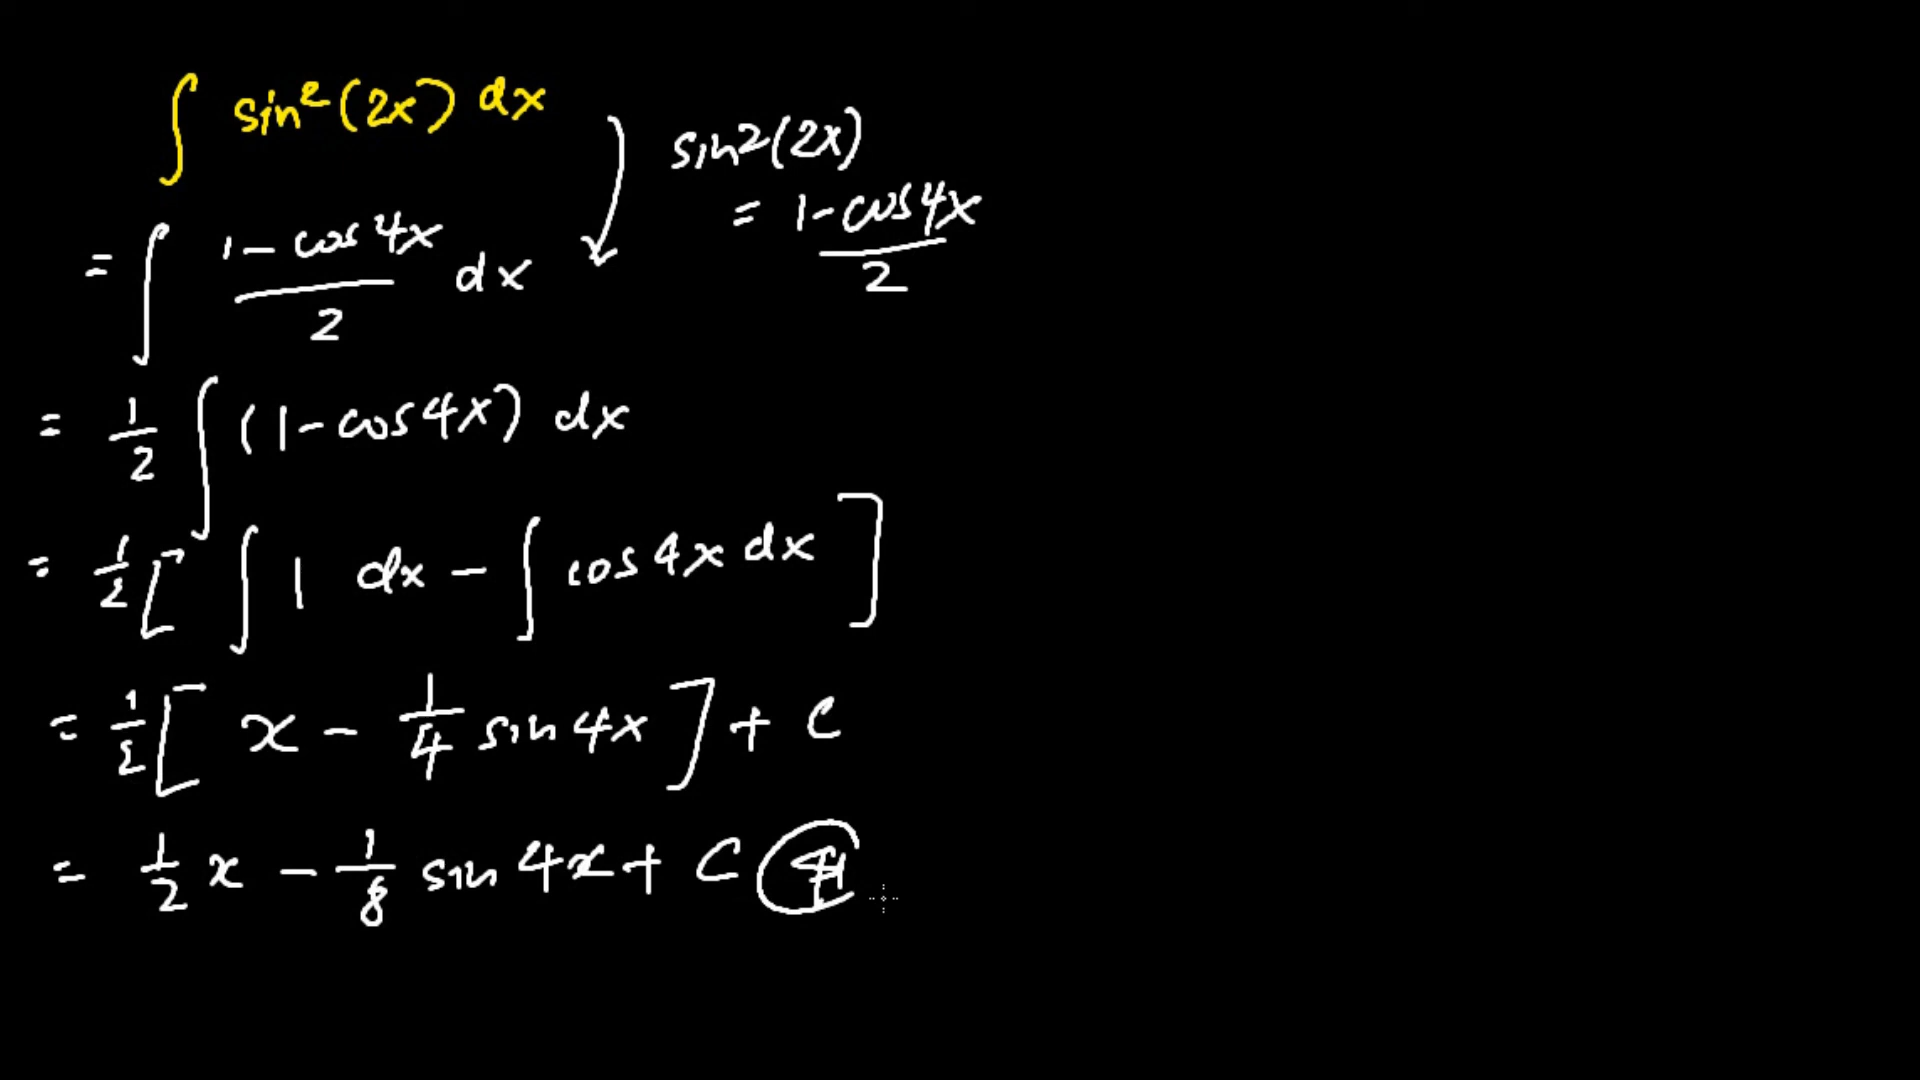 ∫ sin²(2x) dx
sin²(2x)
= 1-cos4x / 2
= ∫ 1-cos4x / 2 dx
= 1/2 ∫ (1-cos4x) dx
= 1/2 [ ∫ 1 dx - ∫ cos4x dx ]
= 1/2 [ x - 1/4 sin4x ] + C
= 1/2 x - 1/8 sin4x + C